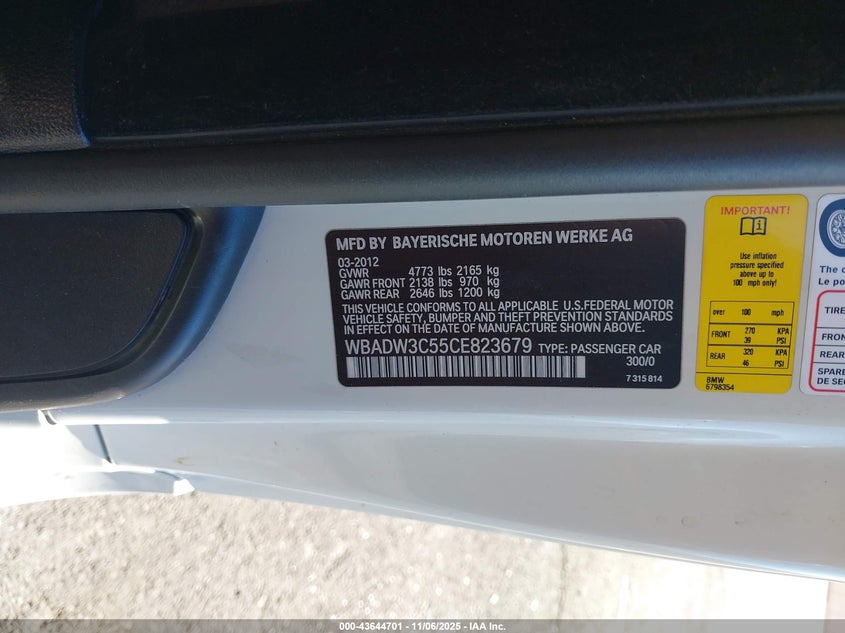 MFD BY BAYERISCHE MOTOREN WERKE AG
03-2012
GVWR 4773 lbs 2165 kg
GAWR FRONT 2138 lbs 970 kg
GAWR REAR 2646 lbs 1200 kg
THIS VEHICLE CONFORMS TO ALL APPLICABLE U.S.FEDERAL MOTOR
VEHICLE SAFETY, BUMPER AND THEFT PREVENTION STANDARDS
IN EFFECT ON THE DATE OF MANUFACTURE SHOWN ABOVE.
WBADW3C55CE823679 TYPE: PASSENGER CAR
300/0
7 315 814
IMPORTANT!
Use inflation
pressure specified
above up to
100 mph only!
over 100 mph
FRONT 270 KPA
39 PSI
REAR 320 KPA
46 PSI
BMW
6798354
The c
Le po
TIRE
FRON
REAR
SPARE
DE SEC
000-43644701 - 11/06/2025 - IAA Inc.